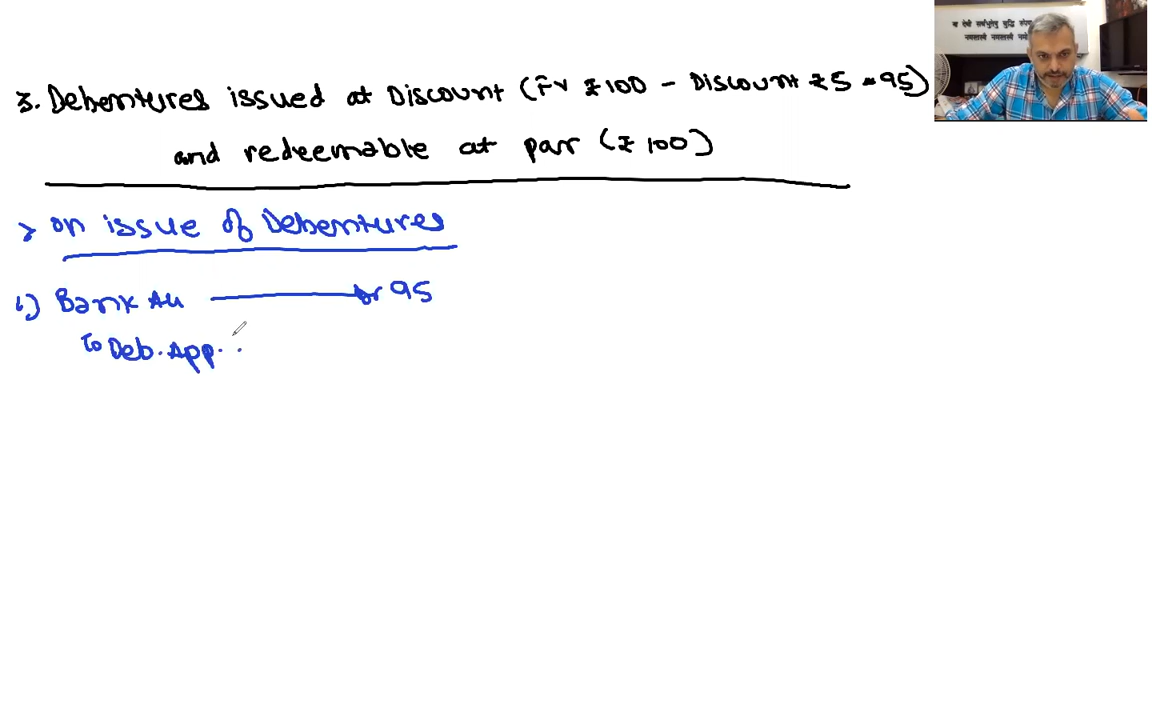 3. Debentures issued at Discount (Fv ₹100 - Discount ₹5 = 95)
and redeemable at par (₹100)
> on issue of Debentures
1) Bank A/c Dr 95
To Deb. App.